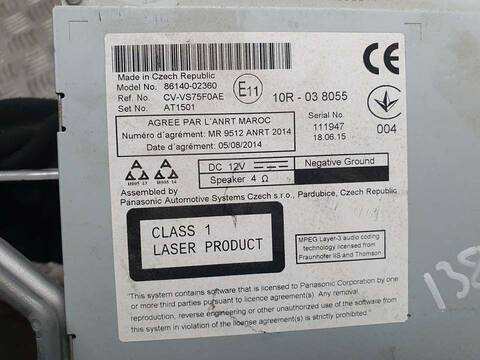 Made in Czech Republic
Model No. 86140-02360
Ref. No. CV-VS75F0AE
Set No. AT1501
E11
10R - 03 8055
CE
Serial No.
111947
18.06.15
004
AGREE PAR L'ANRT MAROC
Numéro d'agrément: MR 9512 ANRT 2014
Date d'agrément: 05/08/2014
DC 12V
Negative Ground
Speaker 4 Ω
Assembled by
Panasonic Automotive Systems Czech s.r.o., Pardubice, Czech Republic
CLASS 1
LASER PRODUCT
MPEG Layer-3 audio coding
technology licensed from
Fraunhofer IIS and Thomson
"This system contains software that is licensed to Panasonic Corporation by one
or more third parties pursuant to license agreement(s). Any removal,
reproduction, reverse engineering or other unauthorized use of the software
in this system is in violation of the license agreement(s) and is strictly prohibited."